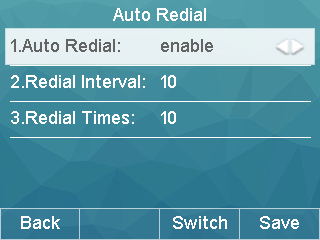 Auto Redial
1.Auto Redial: enable
2.Redial Interval: 10
3.Redial Times: 10
Back Switch Save